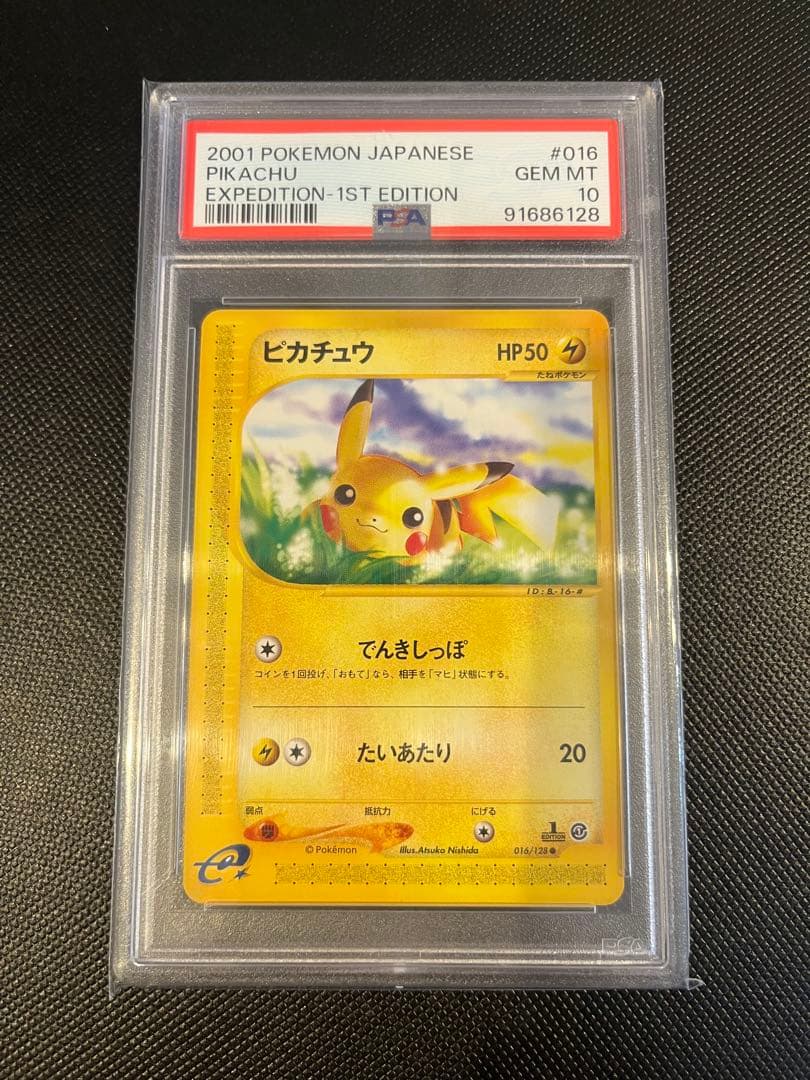 2001 POKEMON JAPANESE #016
PIKACHU GEM MT
EXPEDITION-1ST EDITION 10
PSA 91686128
ピカチュウ HP50
たねポケモン
ID:B-16-#
でんきしっぽ
コインを1回投げ、「おもて」なら、相手を「マヒ」状態にする。
たいあたり 20
弱点 抵抗力 にげる
1 EDITION
© Pokémon Illus.Atsuko Nishida 016/128 ●
e
PSA